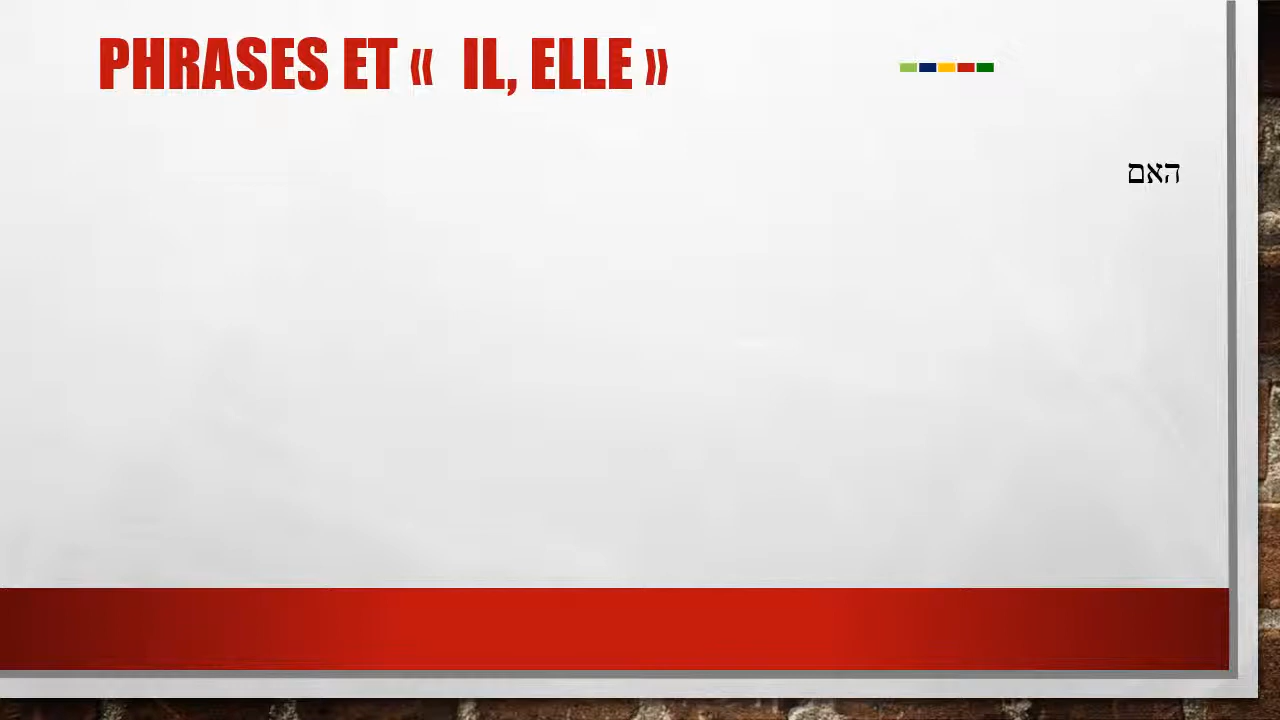 PHRASES ET « IL, ELLE »
האם